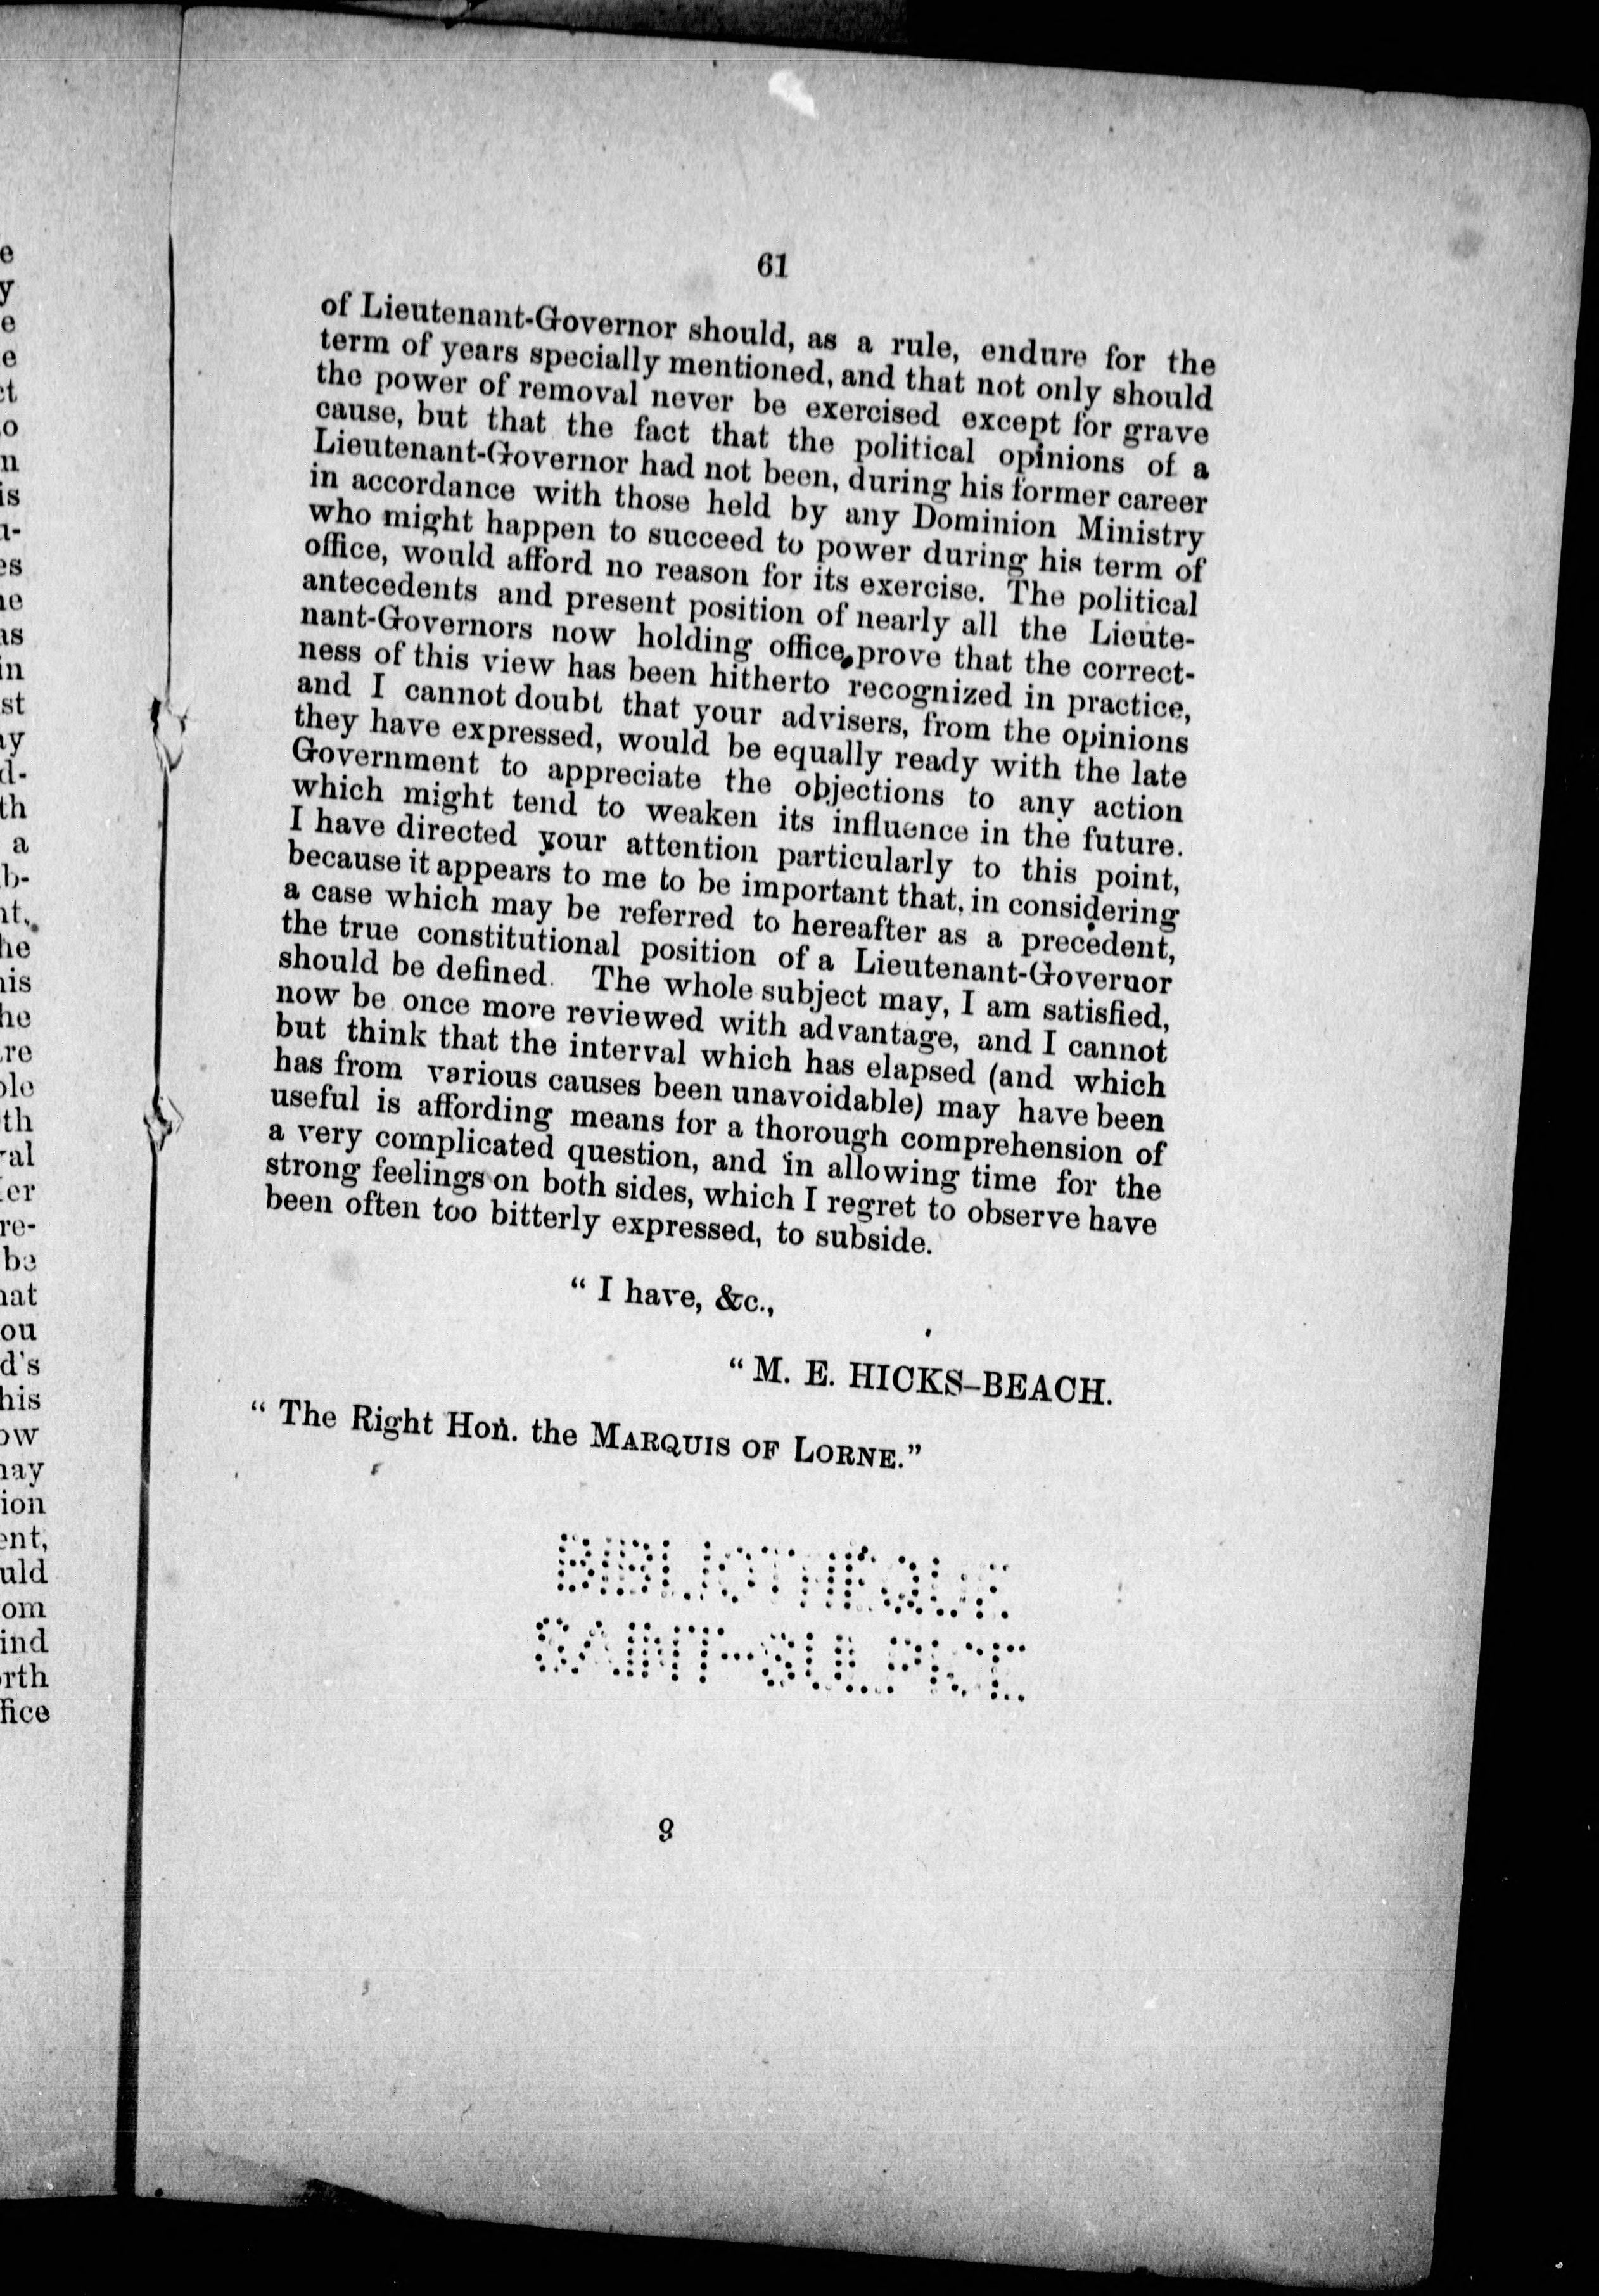 61
of Lieutenant-Governor should, as a rule, endure for the
term of years specially mentioned, and that not only should
the power of removal never be exercised except for grave
cause, but that the fact that the political opinions of a
Lieutenant-Governor had not been, during his former career
in accordance with those held by any Dominion Ministry
who might happen to succeed to power during his term of
office, would afford no reason for its exercise. The political
antecedents and present position of nearly all the Lieute-
nant-Governors now holding office prove that the correct-
ness of this view has been hitherto recognized in practice,
and I cannot doubt that your advisers, from the opinions
they have expressed, would be equally ready with the late
Government to appreciate the objections to any action
which might tend to weaken its influence in the future.
I have directed your attention particularly to this point,
because it appears to me to be important that, in considering
a case which may be referred to hereafter as a precedent,
the true constitutional position of a Lieutenant-Governor
should be defined. The whole subject may, I am satisfied,
now be once more reviewed with advantage, and I cannot
but think that the interval which has elapsed (and which
has from various causes been unavoidable) may have been
useful is affording means for a thorough comprehension of
a very complicated question, and in allowing time for the
strong feelings on both sides, which I regret to observe have
been often too bitterly expressed, to subside.
“ I have, &c.,
“ M. E. HICKS-BEACH.
“ The Right Hon. the MARQUIS OF LORNE.”
BIBLIOTHÈQUE
SAINT-SULPICE
9